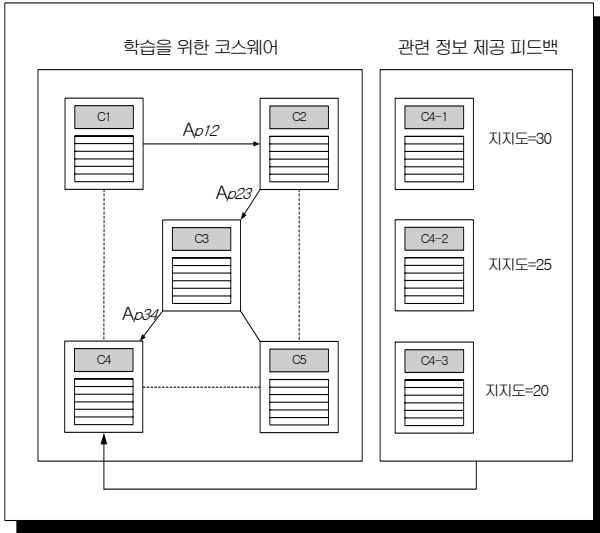 학습을 위한 코스웨어
관련 정보 제공 피드백
C1
Ap12
C2
Ap23
C3
Ap34
C4
C5
C4-1
지지도=30
C4-2
지지도=25
C4-3
지지도=20